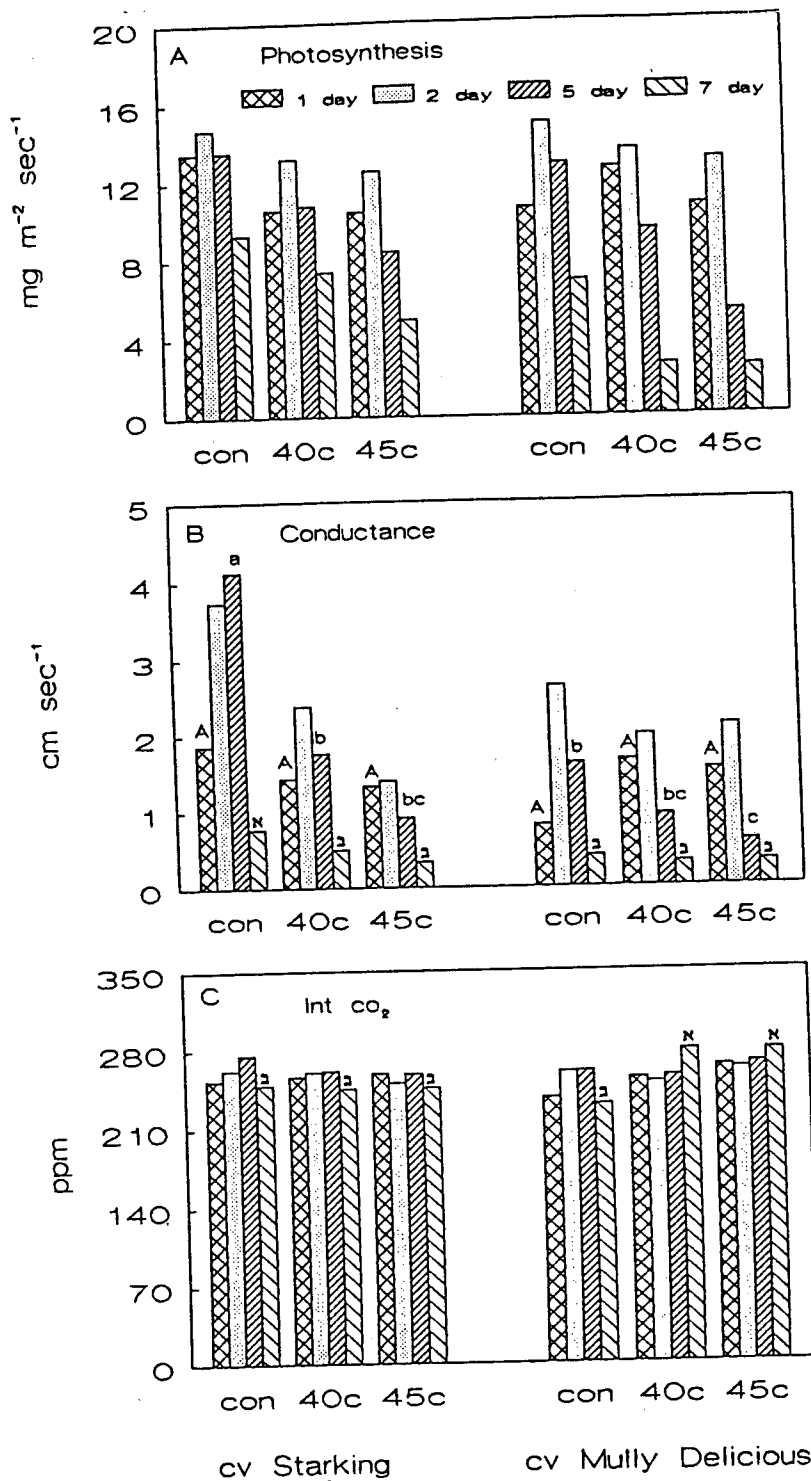 20
A Photosynthesis
1 day 2 day 5 day 7 day
16
12
8
4
0
mg m⁻² sec⁻¹
con 40c 45c con 40c 45c
5
B Conductance
4
3
2
1
0
cm sec⁻¹
A a א
A b ב
A bc ב
A b ב
A bc ב
A c ב
con 40c 45c con 40c 45c
350
C Int co₂
280
210
140
70
0
ppm
ב ב ב ב א א
con 40c 45c con 40c 45c
cv Starking cv Mully Delicious